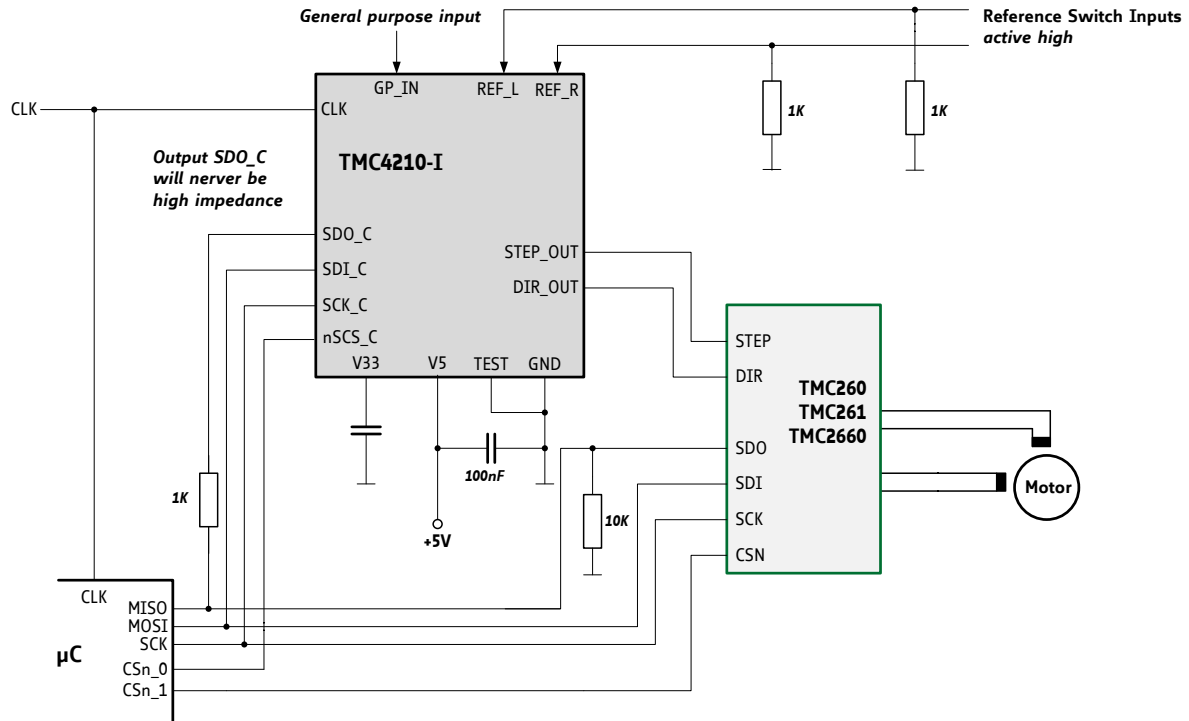 General purpose input
Reference Switch Inputs
active high
GP_IN
REF_L
REF_R
CLK
CLK
1K
1K
Output SDO_C
will nerver be
high impedance
TMC4210-I
SDO_C
SDI_C
SCK_C
nSCS_C
STEP_OUT
DIR_OUT
V33
V5
TEST
GND
100nF
+5V
1K
10K
STEP
DIR
TMC260
TMC261
TMC2660
SDO
SDI
SCK
CSN
Motor
CLK
MISO
MOSI
SCK
µC
CSn_0
CSn_1